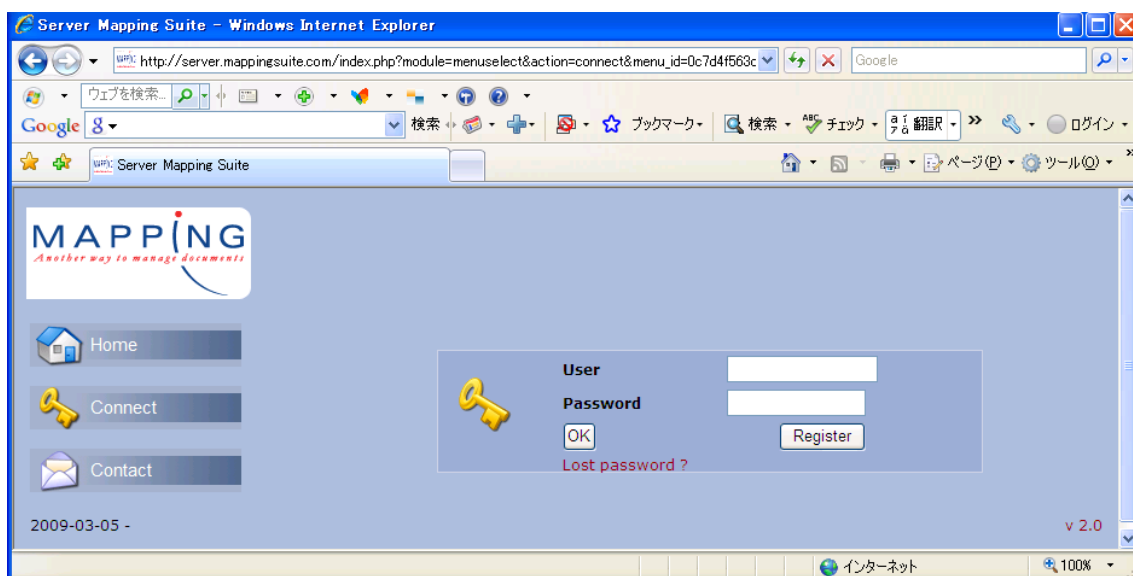 Server Mapping Suite - Windows Internet Explorer
http://server.mappingsuite.com/index.php?module=menuselect&action=connect&menu_id=0c7d4f563c
Google
ウェブを検索...
Google
検索
ブックマーク
検索
チェック
翻訳
ログイン
Server Mapping Suite
ページ(P)
ツール(O)
MAPPING
Another way to manage documents
Home
User
Password
Connect
OK
Register
Lost password ?
Contact
2009-03-05 -
v 2.0
インターネット
100%